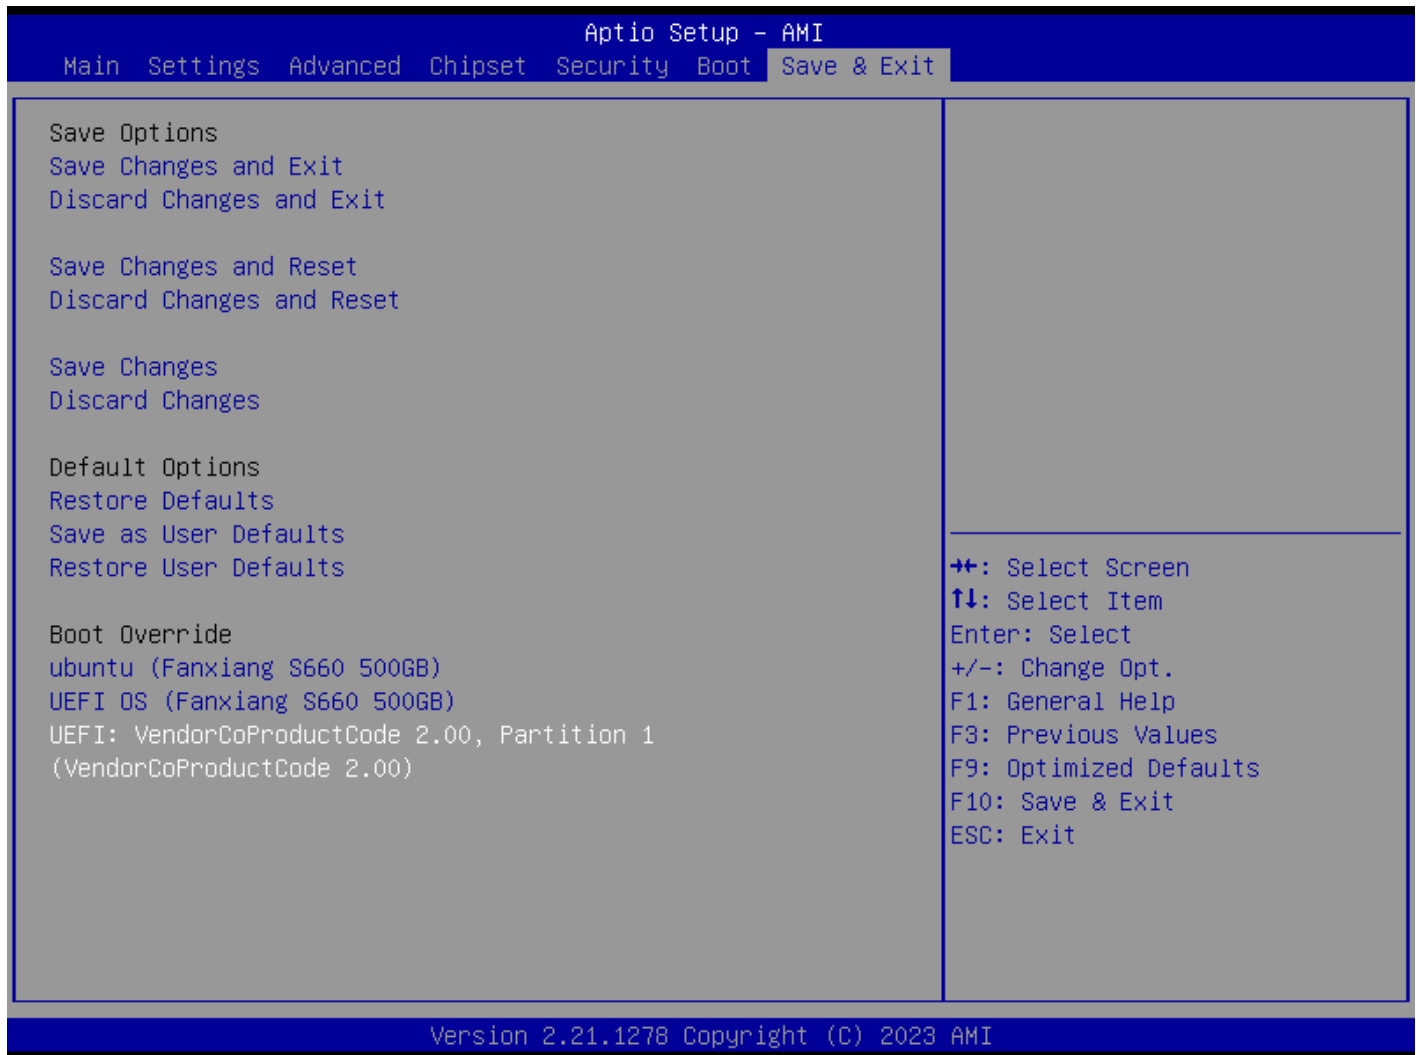 Aptio Setup – AMI
Main Settings Advanced Chipset Security Boot Save & Exit
Save Options
Save Changes and Exit
Discard Changes and Exit
Save Changes and Reset
Discard Changes and Reset
Save Changes
Discard Changes
Default Options
Restore Defaults
Save as User Defaults
Restore User Defaults
Boot Override
ubuntu (Fanxiang S660 500GB)
UEFI OS (Fanxiang S660 500GB)
UEFI: VendorCoProductCode 2.00, Partition 1
(VendorCoProductCode 2.00)
→←: Select Screen
↑↓: Select Item
Enter: Select
+/-: Change Opt.
F1: General Help
F3: Previous Values
F9: Optimized Defaults
F10: Save & Exit
ESC: Exit
Version 2.21.1278 Copyright (C) 2023 AMI